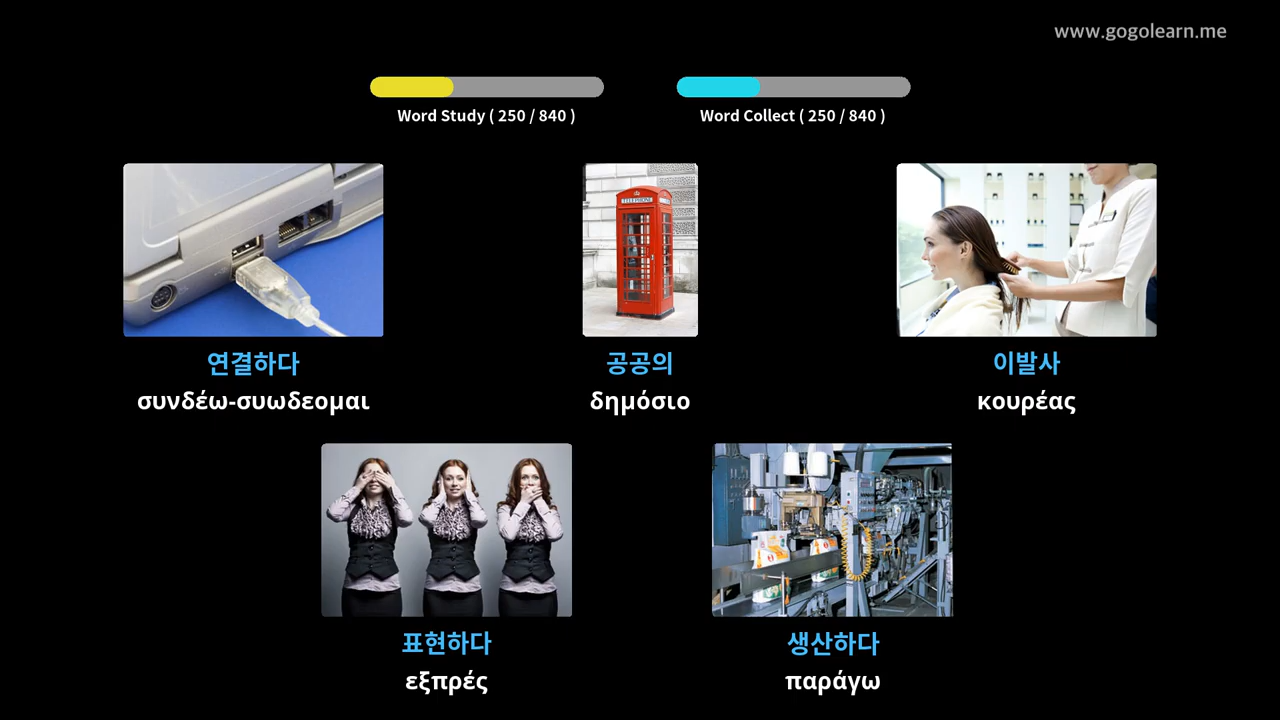 www.gogolearn.me
Word Study ( 250 / 840 )
Word Collect ( 250 / 840 )
TELEPHONE
연결하다
συνδέω-συωδεομαι
공공의
δημόσιο
이발사
κουρέας
표현하다
εξπρές
생산하다
παράγω